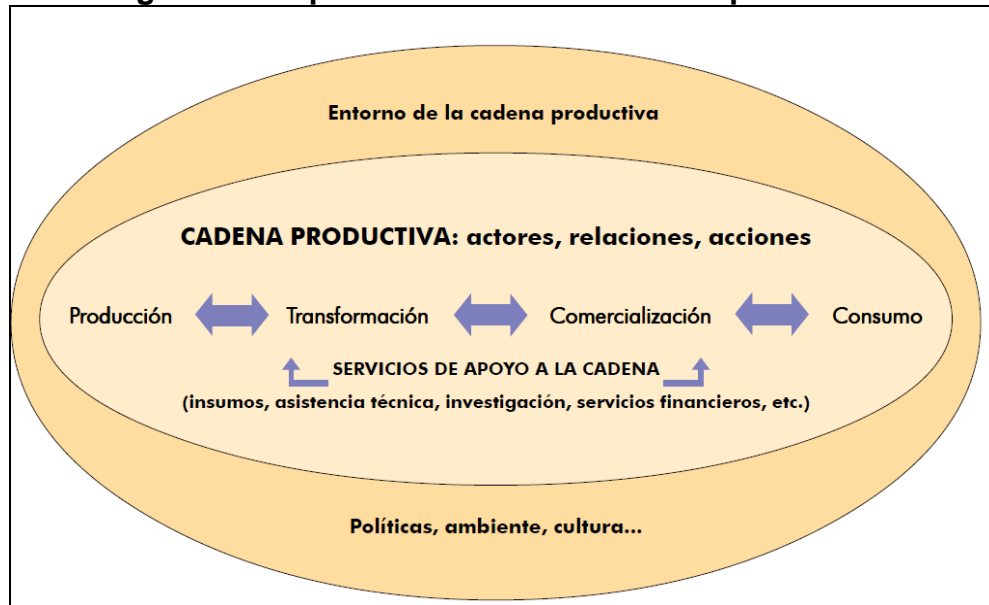 Entorno de la cadena productiva
CADENA PRODUCTIVA: actores, relaciones, acciones
Producción Transformación Comercialización Consumo
SERVICIOS DE APOYO A LA CADENA
(insumos, asistencia técnica, investigación, servicios financieros, etc.)
Políticas, ambiente, cultura...